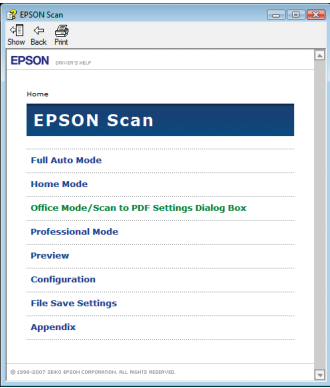 EPSON Scan
Show Back Print
EPSON DRIVER'S HELP
Home
EPSON Scan
Full Auto Mode
Home Mode
Office Mode/Scan to PDF Settings Dialog Box
Professional Mode
Preview
Configuration
File Save Settings
Appendix
© 1998-2007 SEIKO EPSON CORPORATION. ALL RIGHTS RESERVED.